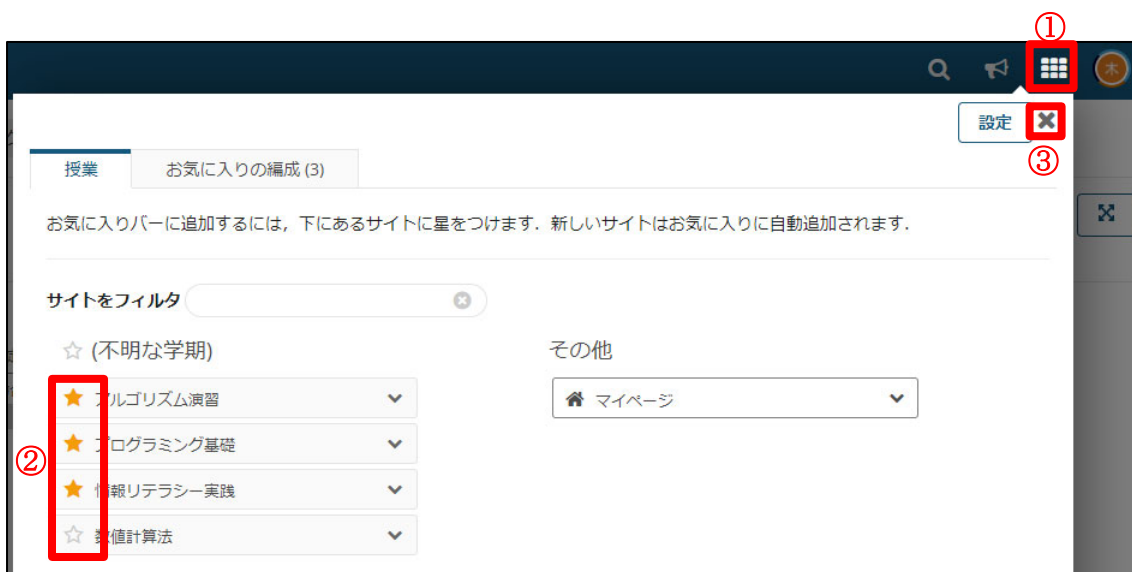 ①
木
設定
③
授業
お気に入りの編成 (3)
お気に入りバーに追加するには，下にあるサイトに星をつけます．新しいサイトはお気に入りに自動追加されます．
サイトをフィルタ
(不明な学期)
その他
アルゴリズム演習
マイページ
②
プログラミング基礎
情報リテラシー実践
数値計算法